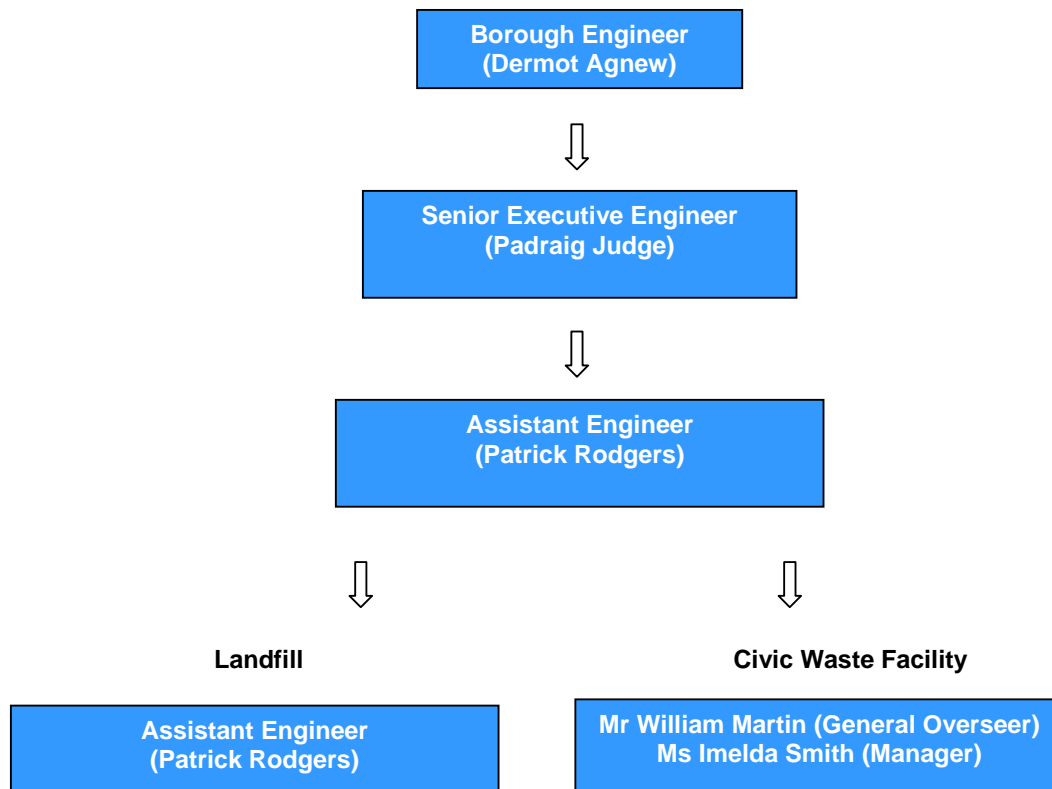 Borough Engineer
(Dermot Agnew)
Senior Executive Engineer
(Padraig Judge)
Assistant Engineer
(Patrick Rodgers)
Landfill
Civic Waste Facility
Assistant Engineer
(Patrick Rodgers)
Mr William Martin (General Overseer)
Ms Imelda Smith (Manager)